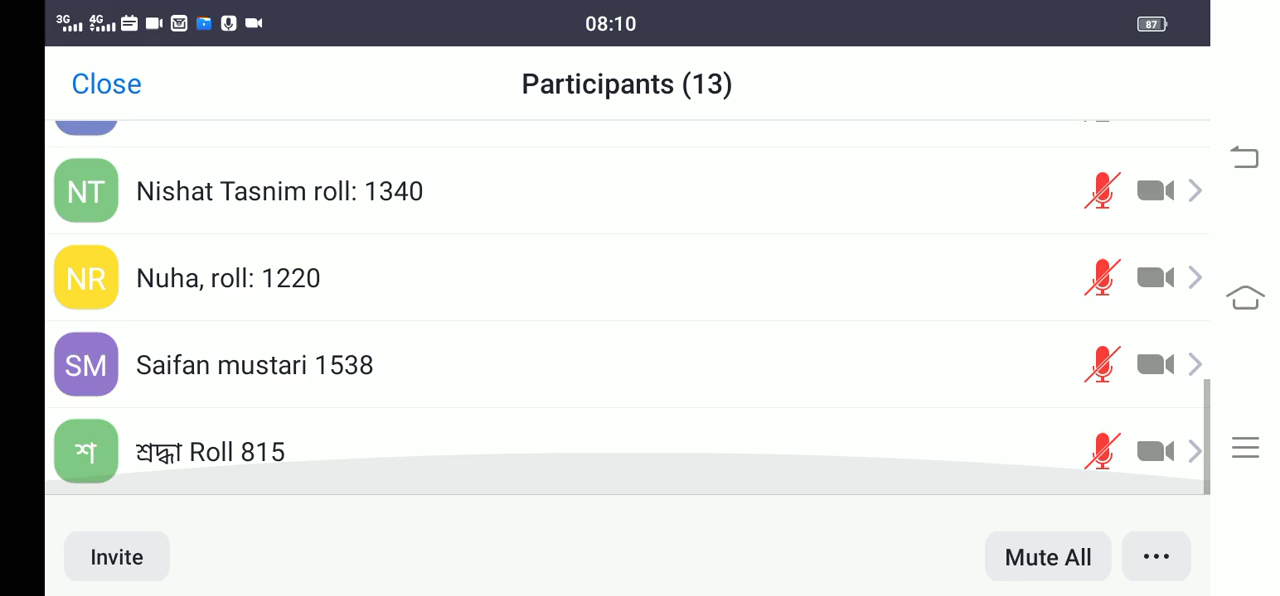 3G 4G 08:10 87
Close Participants (13)
NT Nishat Tasnim roll: 1340
NR Nuha, roll: 1220
SM Saifan mustari 1538
শ শ্রদ্ধা Roll 815
Invite Mute All